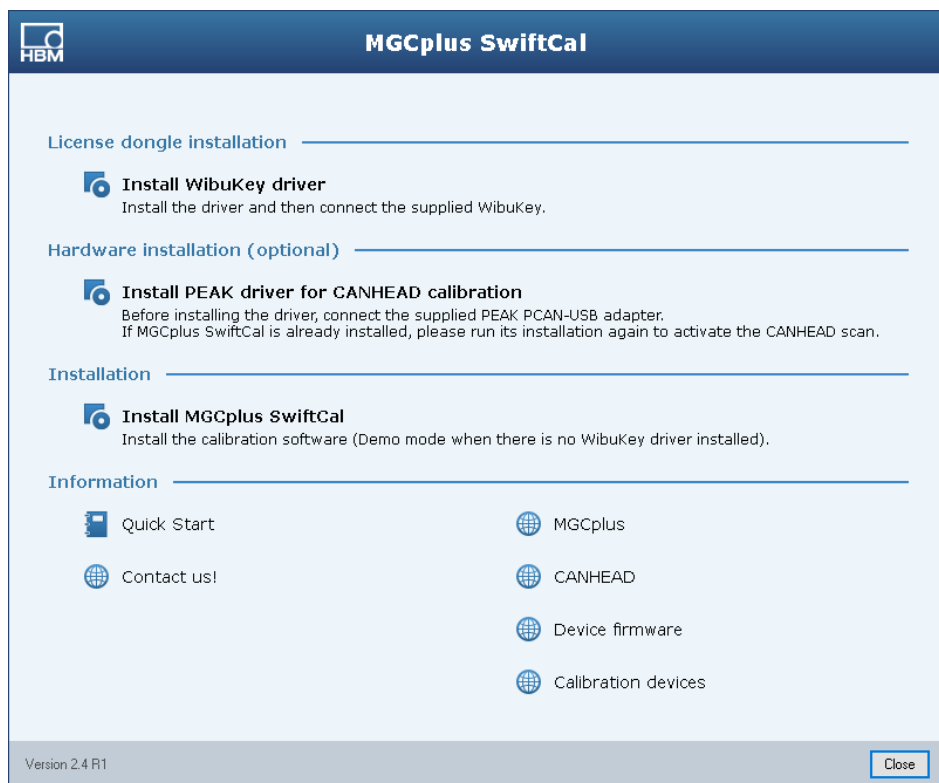 HBM
MGCplus SwiftCal
License dongle installation
Install WibuKey driver
Install the driver and then connect the supplied WibuKey.
Hardware installation (optional)
Install PEAK driver for CANHEAD calibration
Before installing the driver, connect the supplied PEAK PCAN-USB adapter.
If MGCplus SwiftCal is already installed, please run its installation again to activate the CANHEAD scan.
Installation
Install MGCplus SwiftCal
Install the calibration software (Demo mode when there is no WibuKey driver installed).
Information
Quick Start
MGCplus
Contact us!
CANHEAD
Device firmware
Calibration devices
Version 2.4 R1
Close